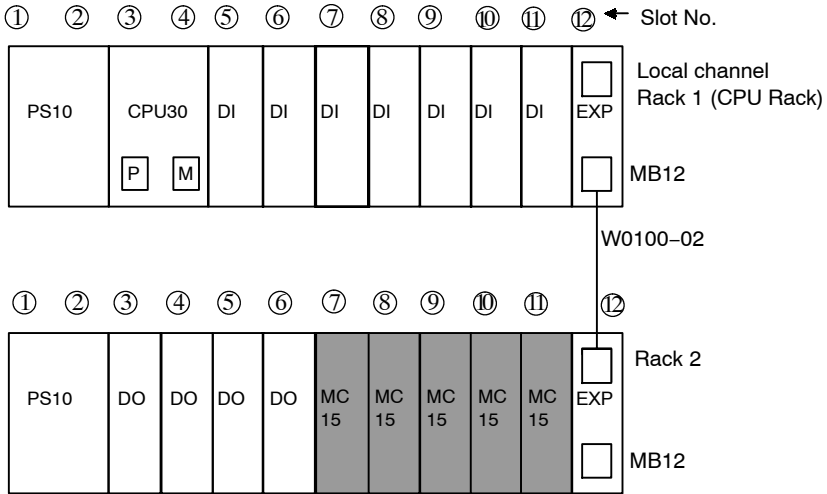 ① ② ③ ④ ⑤ ⑥ ⑦ ⑧ ⑨ ⑩ ⑪ ⑫ Slot No.
Local channel
Rack 1 (CPU Rack)
PS10 CPU30 DI DI DI DI DI DI DI EXP
P M MB12
W0100−02
① ② ③ ④ ⑤ ⑥ ⑦ ⑧ ⑨ ⑩ ⑪ ⑫
Rack 2
PS10 DO DO DO DO MC MC MC MC MC EXP
15 15 15 15 15
MB12